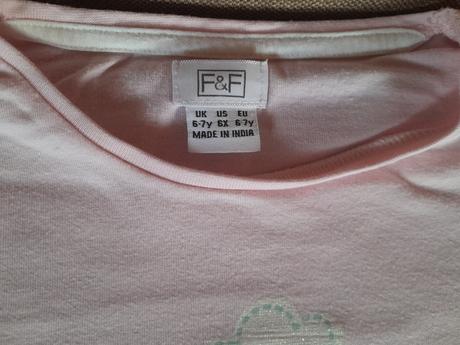 F&F
UK US EU
6-7y 6X 6-7y
MADE IN INDIA